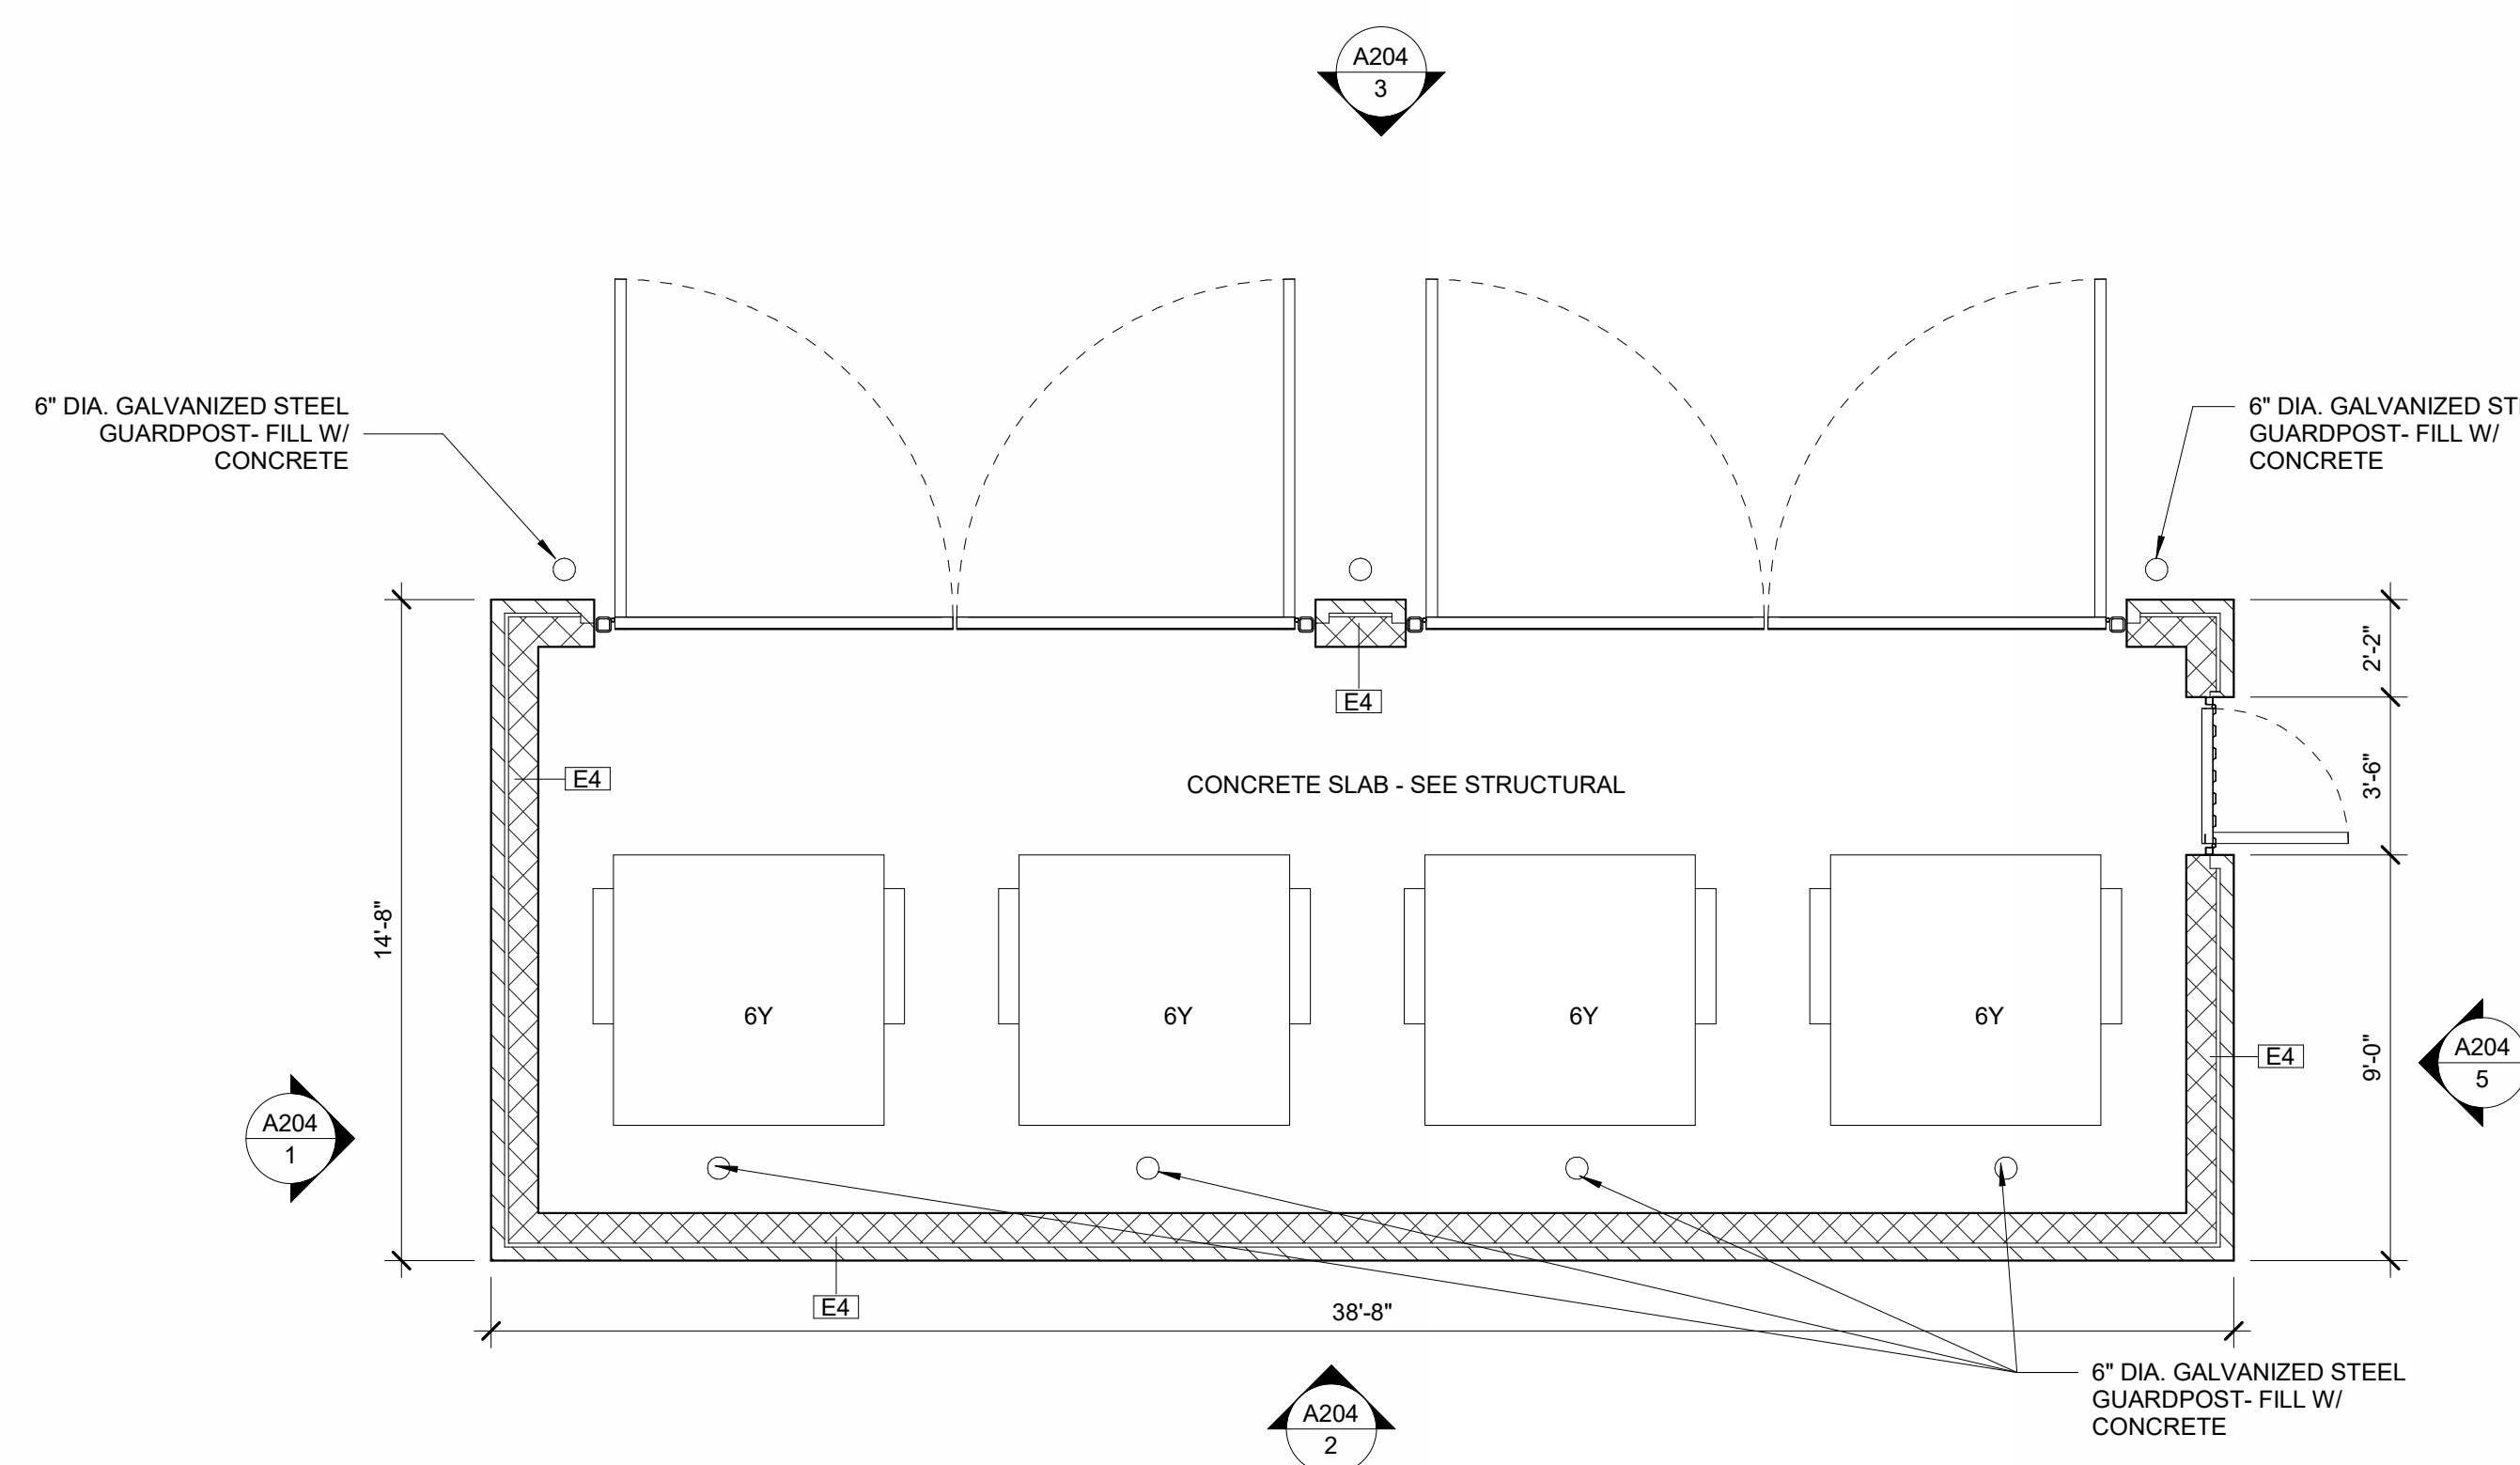 A204
3
6" DIA. GALVANIZED STEEL
GUARDPOST- FILL W/
CONCRETE
6" DIA. GALVANIZED
GUARDPOST- FILL W/
CONCRETE
2'-2"
E4
3'-6"
E4
CONCRETE SLAB - SEE STRUCTURAL
14'-8"
6Y
6Y
6Y
6Y
9'-0"
E4
A204
5
A204
1
E4
38'-8"
6" DIA. GALVANIZED STEEL
GUARDPOST- FILL W/
CONCRETE
A204
2